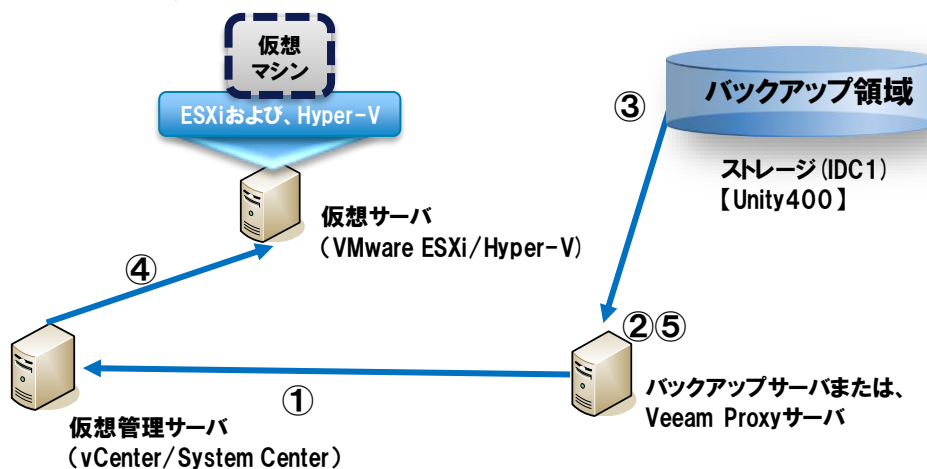 仮想
マシン
ESXiおよび、Hyper-V
バックアップ領域
③
ストレージ(IDC1)
【Unity400】
仮想サーバ
(VMware ESXi/Hyper-V)
④
②⑤
①
バックアップサーバまたは、
Veeam Proxyサーバ
仮想管理サーバ
(vCenter/System Center)